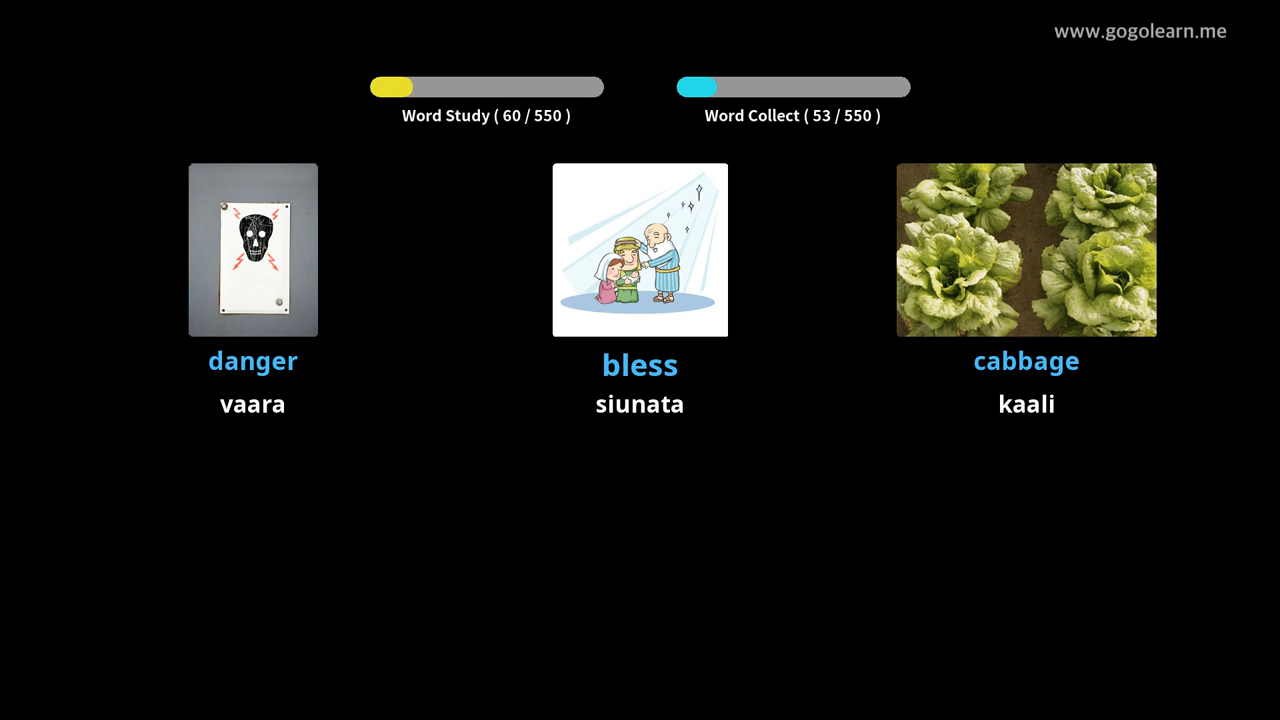 www.gogolearn.me
Word Study ( 60 / 550 )
Word Collect ( 53 / 550 )
danger
bless
cabbage
vaara
siunata
kaali